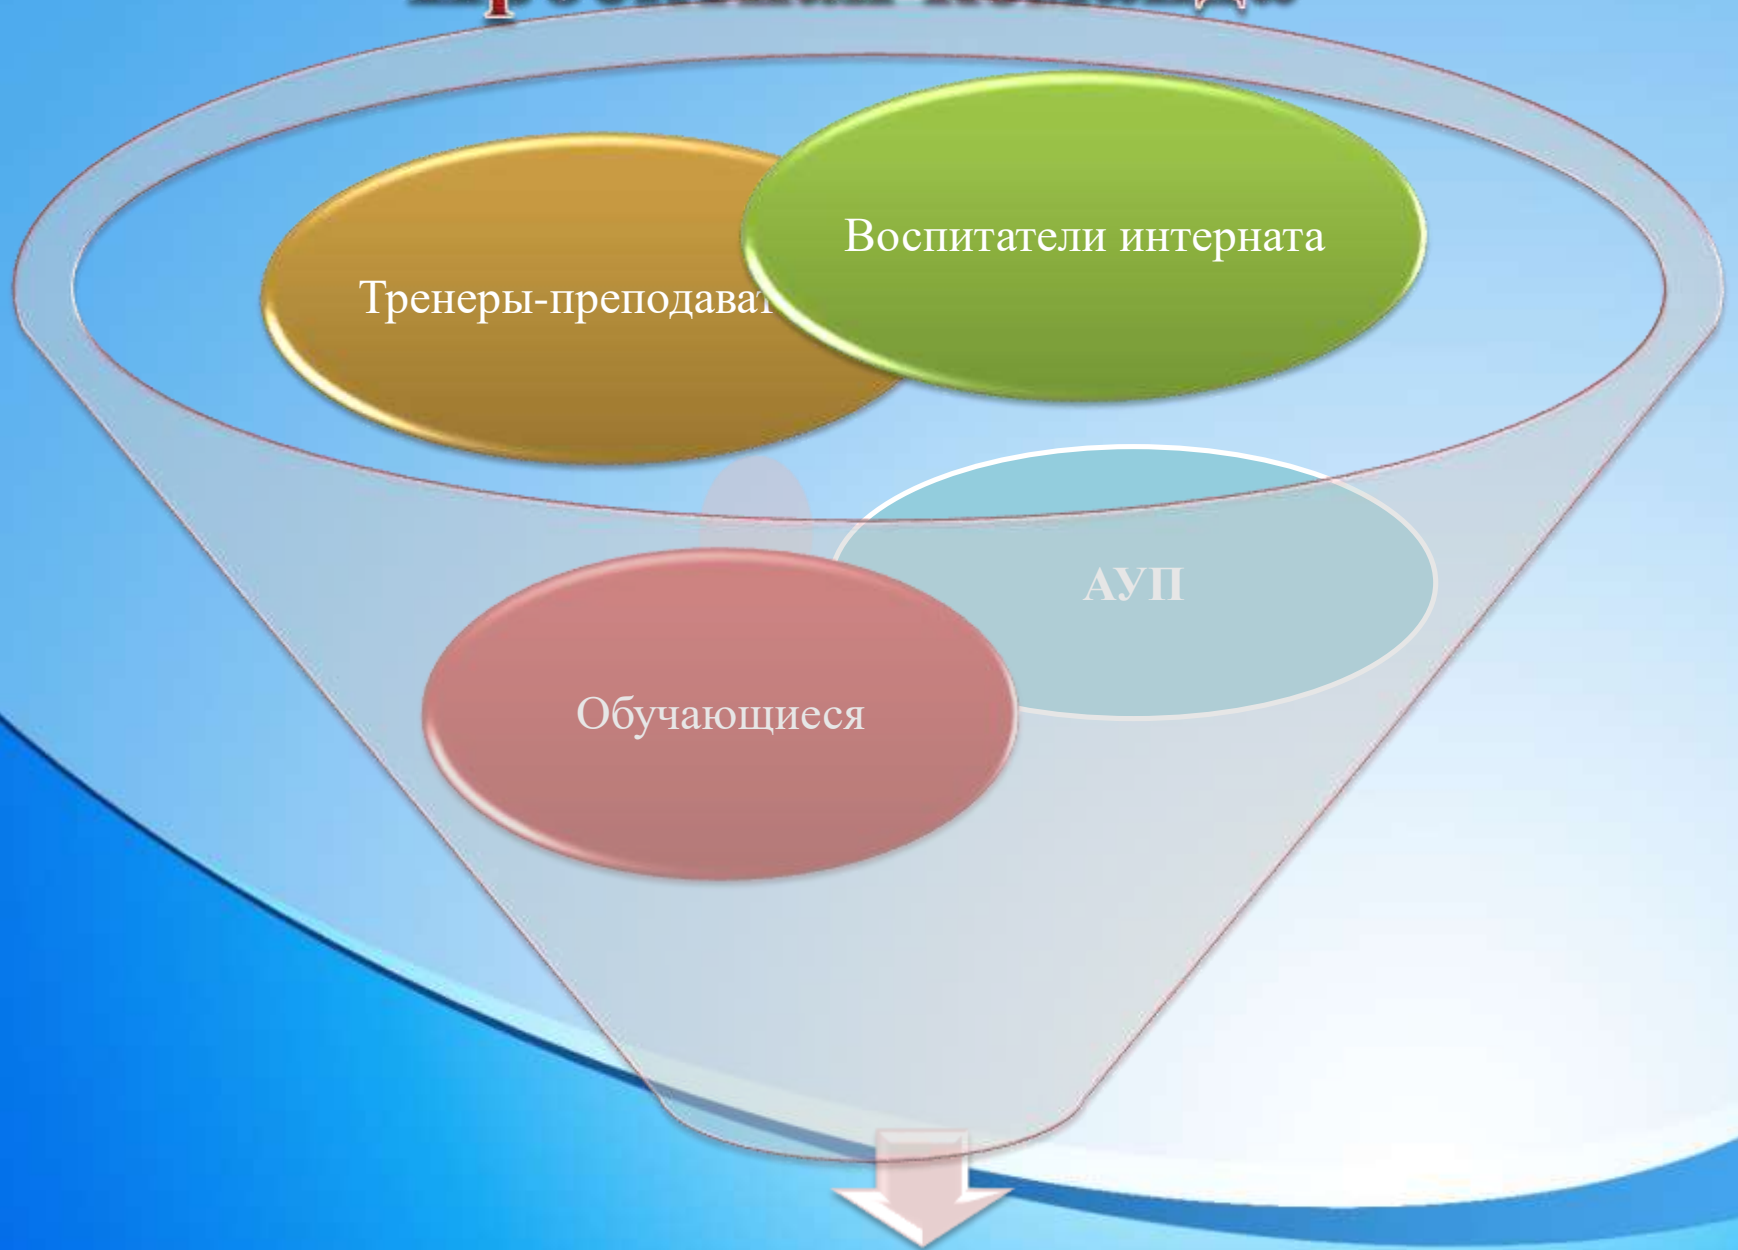 Воспитатели интерната
Тренеры-преподават
АУП
Обучающиеся